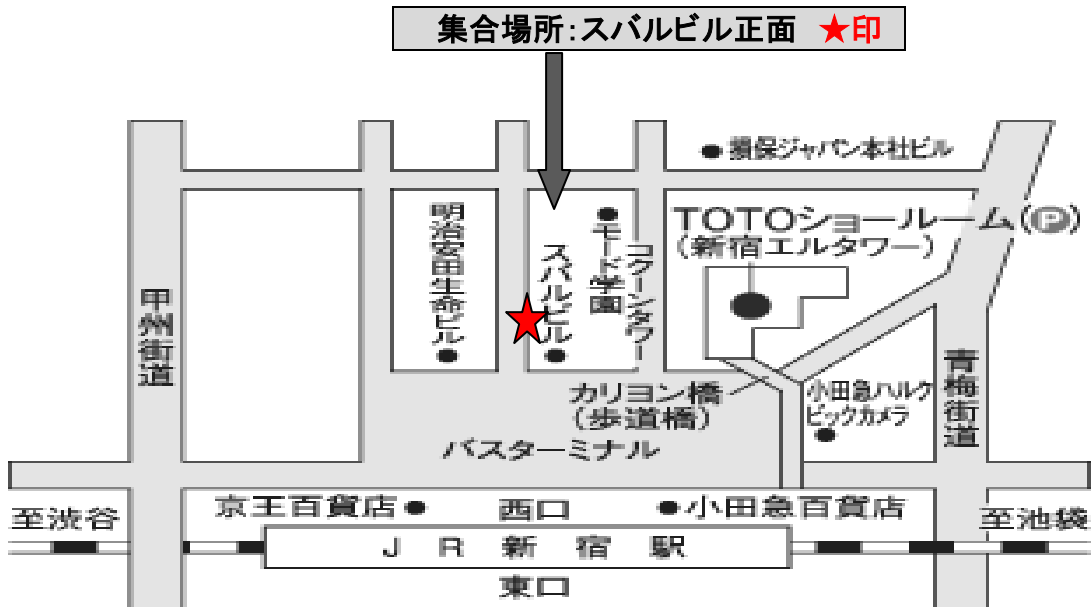 集合場所:スバルビル正面 ★印
損保ジャパン本社ビル
明治安田生命ビル
スバルビル
モード学園
コクーンタワー
TOTOショールーム(P)
(新宿エルタワー)
甲州街道
カリヨン橋
(歩道橋)
小田急ハルク
ビックカメラ
青梅街道
バスターミナル
至渋谷
京王百貨店
西口
小田急百貨店
至池袋
JR新宿駅
東口